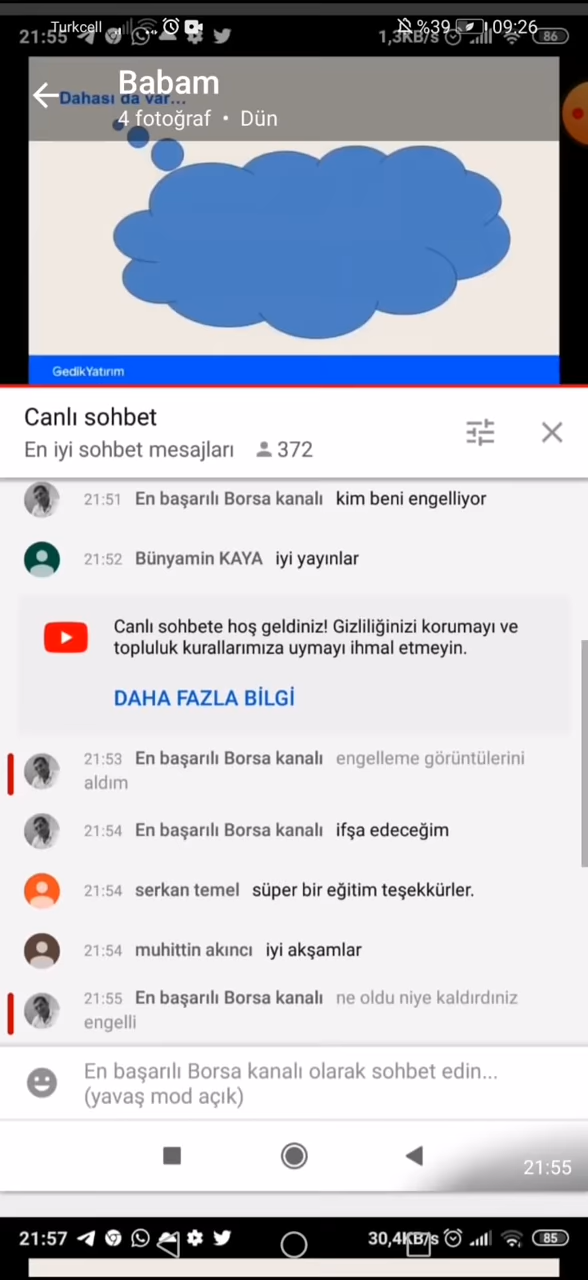 Turkcell %39 09:26
21:55 1,3KB/s 86
Babam
Dahası da var...
4 fotoğraf • Dün
GedikYatırım
Canlı sohbet
En iyi sohbet mesajları 372
21:51 En başarılı Borsa kanalı kim beni engelliyor
21:52 Bünyamin KAYA iyi yayınlar
Canlı sohbete hoş geldiniz! Gizliliğinizi korumayı ve
topluluk kurallarımıza uymayı ihmal etmeyin.
DAHA FAZLA BİLGİ
21:53 En başarılı Borsa kanalı engelleme görüntülerini
aldım
21:54 En başarılı Borsa kanalı ifşa edeceğim
21:54 serkan temel süper bir eğitim teşekkürler.
21:54 muhittin akıncı iyi akşamlar
21:55 En başarılı Borsa kanalı ne oldu niye kaldırdınız
engelli
En başarılı Borsa kanalı olarak sohbet edin...
(yavaş mod açık)
21:55
21:57 30,4KB/s 85